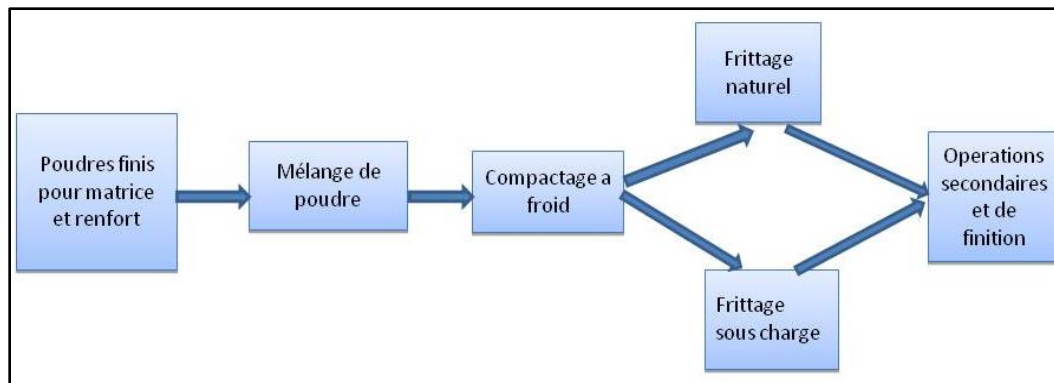 Poudres finis
pour matrice
et renfort
Mélange de
poudre
Compactage a
froid
Frittage
naturel
Frittage
sous charge
Operations
secondaires
et de
finition